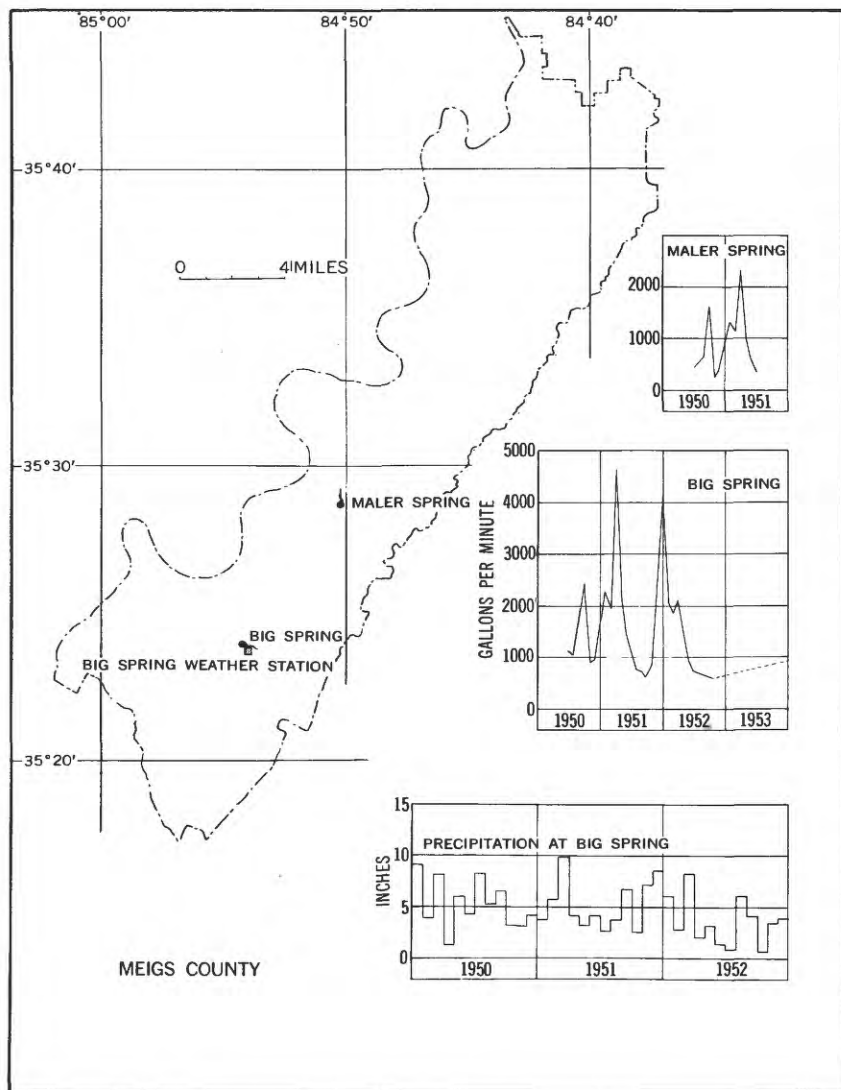 85°00'
84°50'
84°40'
35°40'
0 4 MILES
MALER SPRING
2000
1000
0
1950 1951
35°30'
MALER SPRING
5000
4000
3000
2000
1000
0
GALLONS PER MINUTE
BIG SPRING
1950 1951 1952 1953
BIG SPRING
BIG SPRING WEATHER STATION
35°20'
15
10
5
0
INCHES
PRECIPITATION AT BIG SPRING
1950 1951 1952
MEIGS COUNTY